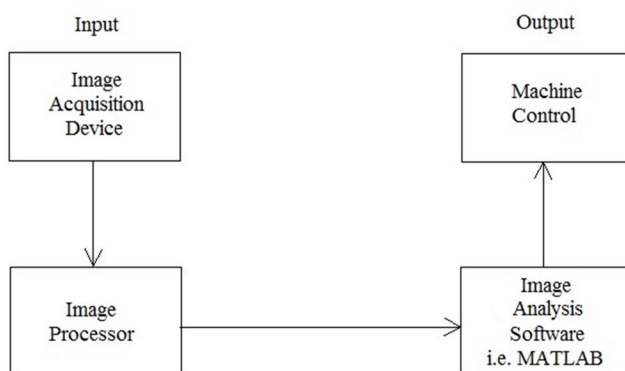 Input
Image
Acquisition
Device
Image
Processor
Output
Machine
Control
Image
Analysis
Software
i.e. MATLAB